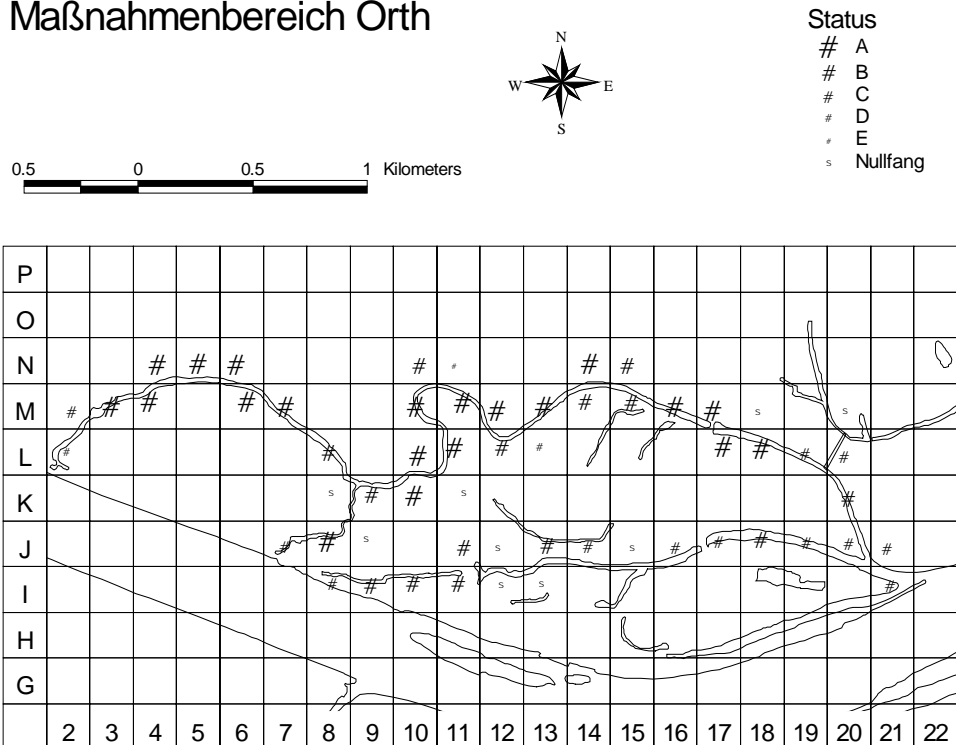 Maßnahmenbereich Orth
N
W E
S
Status
# A
# B
# C
# D
# E
s Nullfang
0.5 0 0.5 1 Kilometers
P
O
N # # # # # # #
M # # # # # # # # # # # # # s s
L # # # # # # # # # #
K s # # s #
J # # s # s # # s # # # # # #
I # # # # s s #
H
G
2 3 4 5 6 7 8 9 10 11 12 13 14 15 16 17 18 19 20 21 22